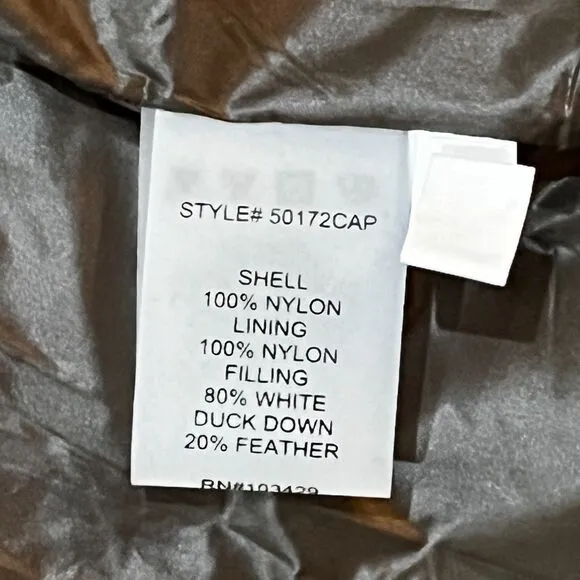 STYLE# 50172CAP
SHELL
100% NYLON
LINING
100% NYLON
FILLING
80% WHITE
DUCK DOWN
20% FEATHER